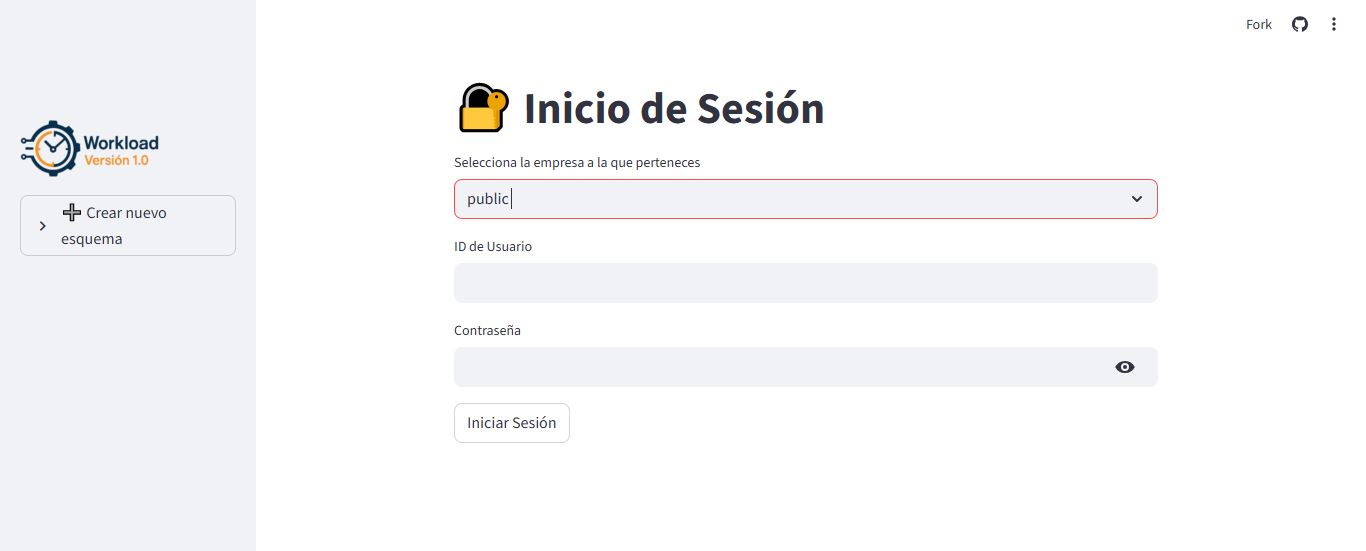 Fork
Workload
Versión 1.0
➕ Crear nuevo
esquema
Inicio de Sesión
Selecciona la empresa a la que perteneces
public
ID de Usuario
Contraseña
Iniciar Sesión